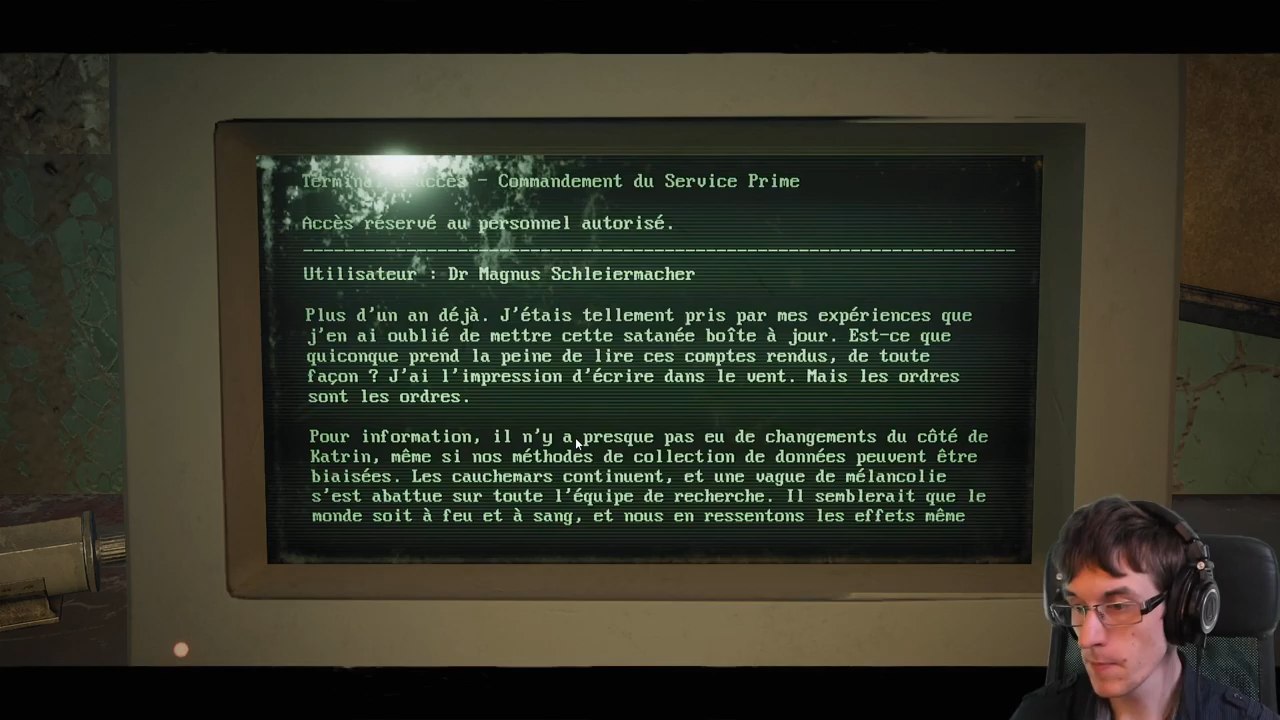 accès - Commandement du Service Prime
Accès réservé au personnel autorisé.
Utilisateur : Dr Magnus Schleiermacher
Plus d'un an déjà. J'étais tellement pris par mes expériences que
j'en ai oublié de mettre cette satanée boîte à jour. Est-ce que
quiconque prend la peine de lire ces comptes rendus, de toute
façon ? J'ai l'impression d'écrire dans le vent. Mais les ordres
sont les ordres.
Pour information, il n'y a presque pas eu de changements du côté de
Katrin, même si nos méthodes de collection de données peuvent être
biaisées. Les cauchemars continuent, et une vague de mélancolie
s'est abattue sur toute l'équipe de recherche. Il semblerait que le
monde soit à feu et à sang, et nous en ressentons les effets même